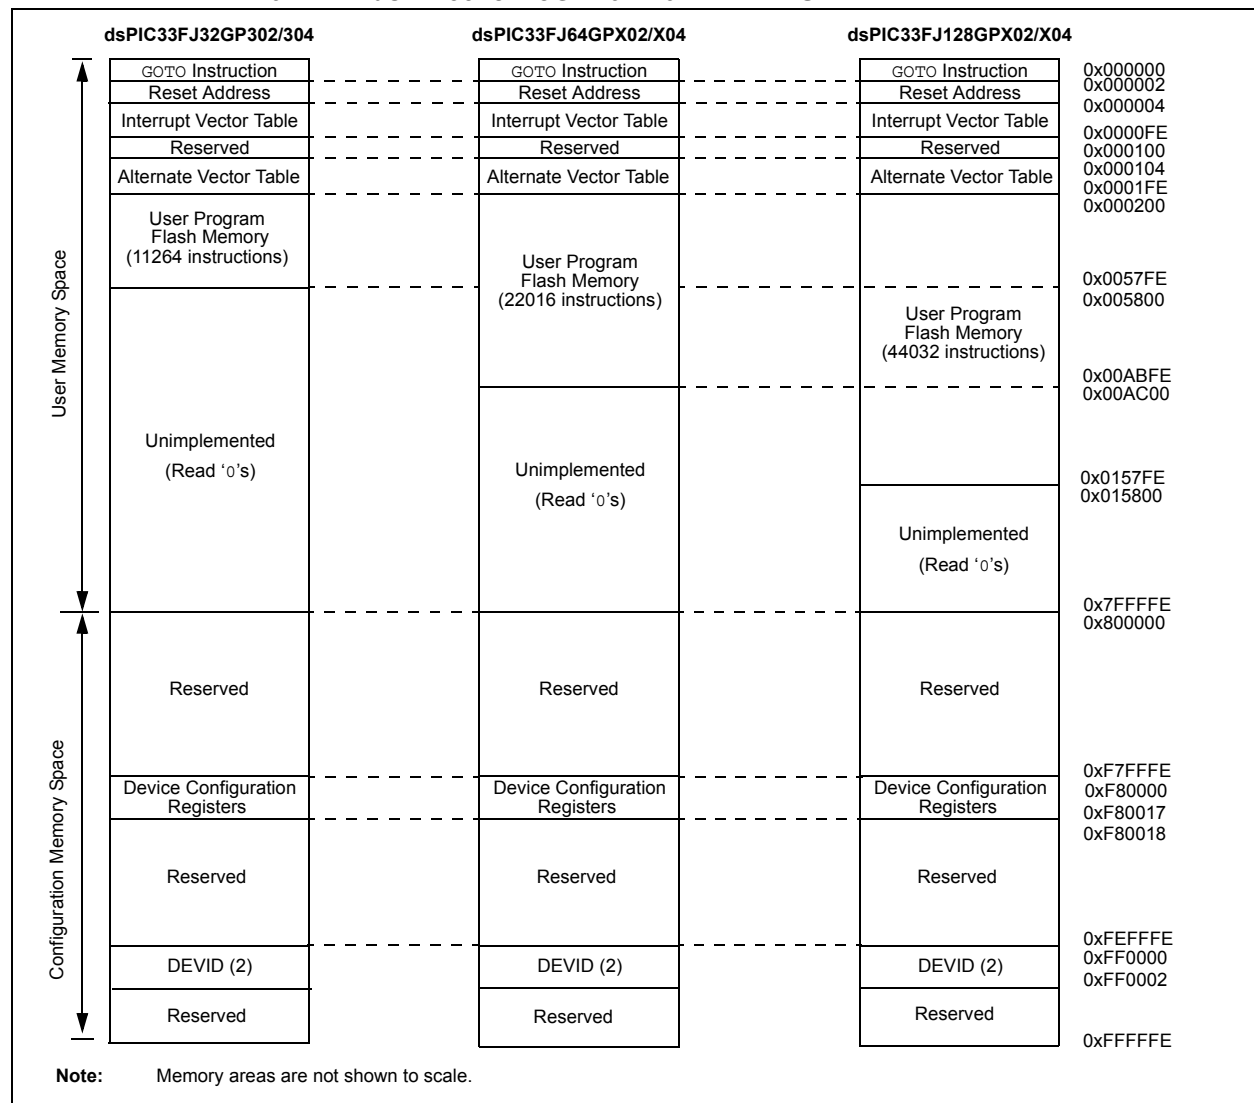 dsPIC33FJ32GP302/304 dsPIC33FJ64GPX02/X04 dsPIC33FJ128GPX02/X04
GOTO Instruction GOTO Instruction GOTO Instruction 0x000000
Reset Address Reset Address Reset Address 0x000002
0x000004
Interrupt Vector Table Interrupt Vector Table Interrupt Vector Table
0x0000FE
Reserved Reserved Reserved 0x000100
0x000104
Alternate Vector Table Alternate Vector Table Alternate Vector Table
0x0001FE
0x000200
User Program
Flash Memory
(11264 instructions)
User Program
Flash Memory
(22016 instructions)
0x0057FE
0x005800
User Program
Flash Memory
(44032 instructions)
0x00ABFE
0x00AC00
User Memory Space
Unimplemented
(Read ‘0’s)
Unimplemented
(Read ‘0’s)
0x0157FE
0x015800
Unimplemented
(Read ‘0’s)
0x7FFFFE
0x800000
Reserved Reserved Reserved
0xF7FFFE
Device Configuration Device Configuration Device Configuration 0xF80000
Registers Registers Registers 0xF80017
0xF80018
Configuration Memory Space
Reserved Reserved Reserved
0xFEFFFE
0xFF0000
DEVID (2) DEVID (2) DEVID (2)
0xFF0002
Reserved Reserved Reserved
0xFFFFFE
Note: Memory areas are not shown to scale.